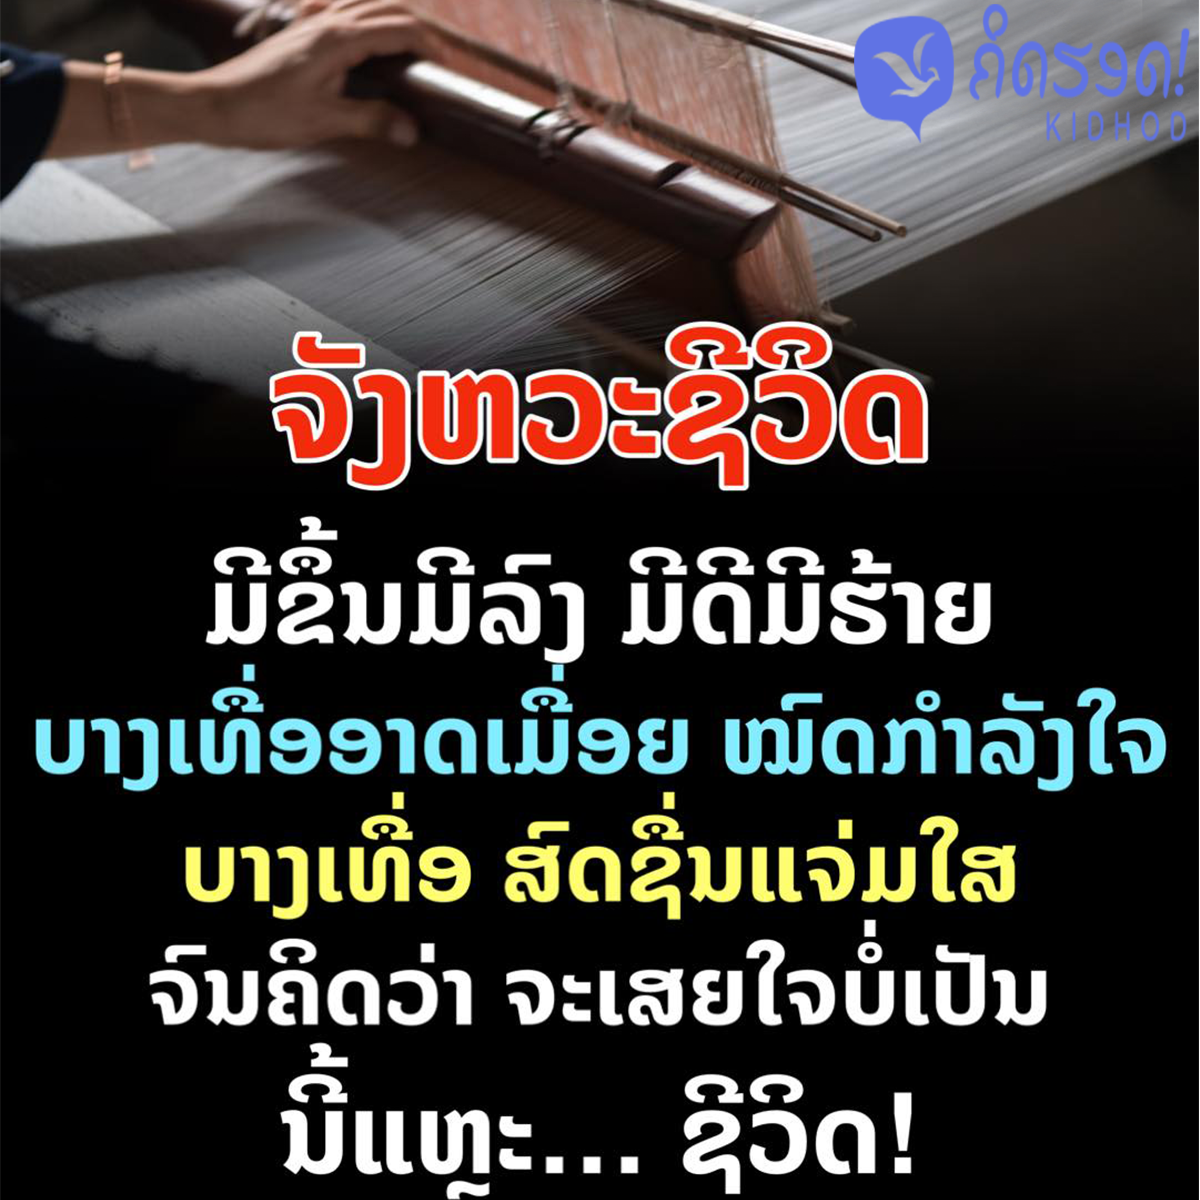 ຄິດຮອດ!
KIDHOD
ຈັງຫວະຊີວິດ
ມີຂຶ້ນມີລົງ ມີດີມີຮ້າຍ
ບາງເທື່ອອາດເມື່ອຍ ໝົດກຳລັງໃຈ
ບາງເທື່ອ ສົດຊື່ນແຈ່ມໃສ
ຈົນຄິດວ່າ ຈະເສຍໃຈບໍ່ເປັນ
ນີ້ແຫຼະ... ຊີວິດ!